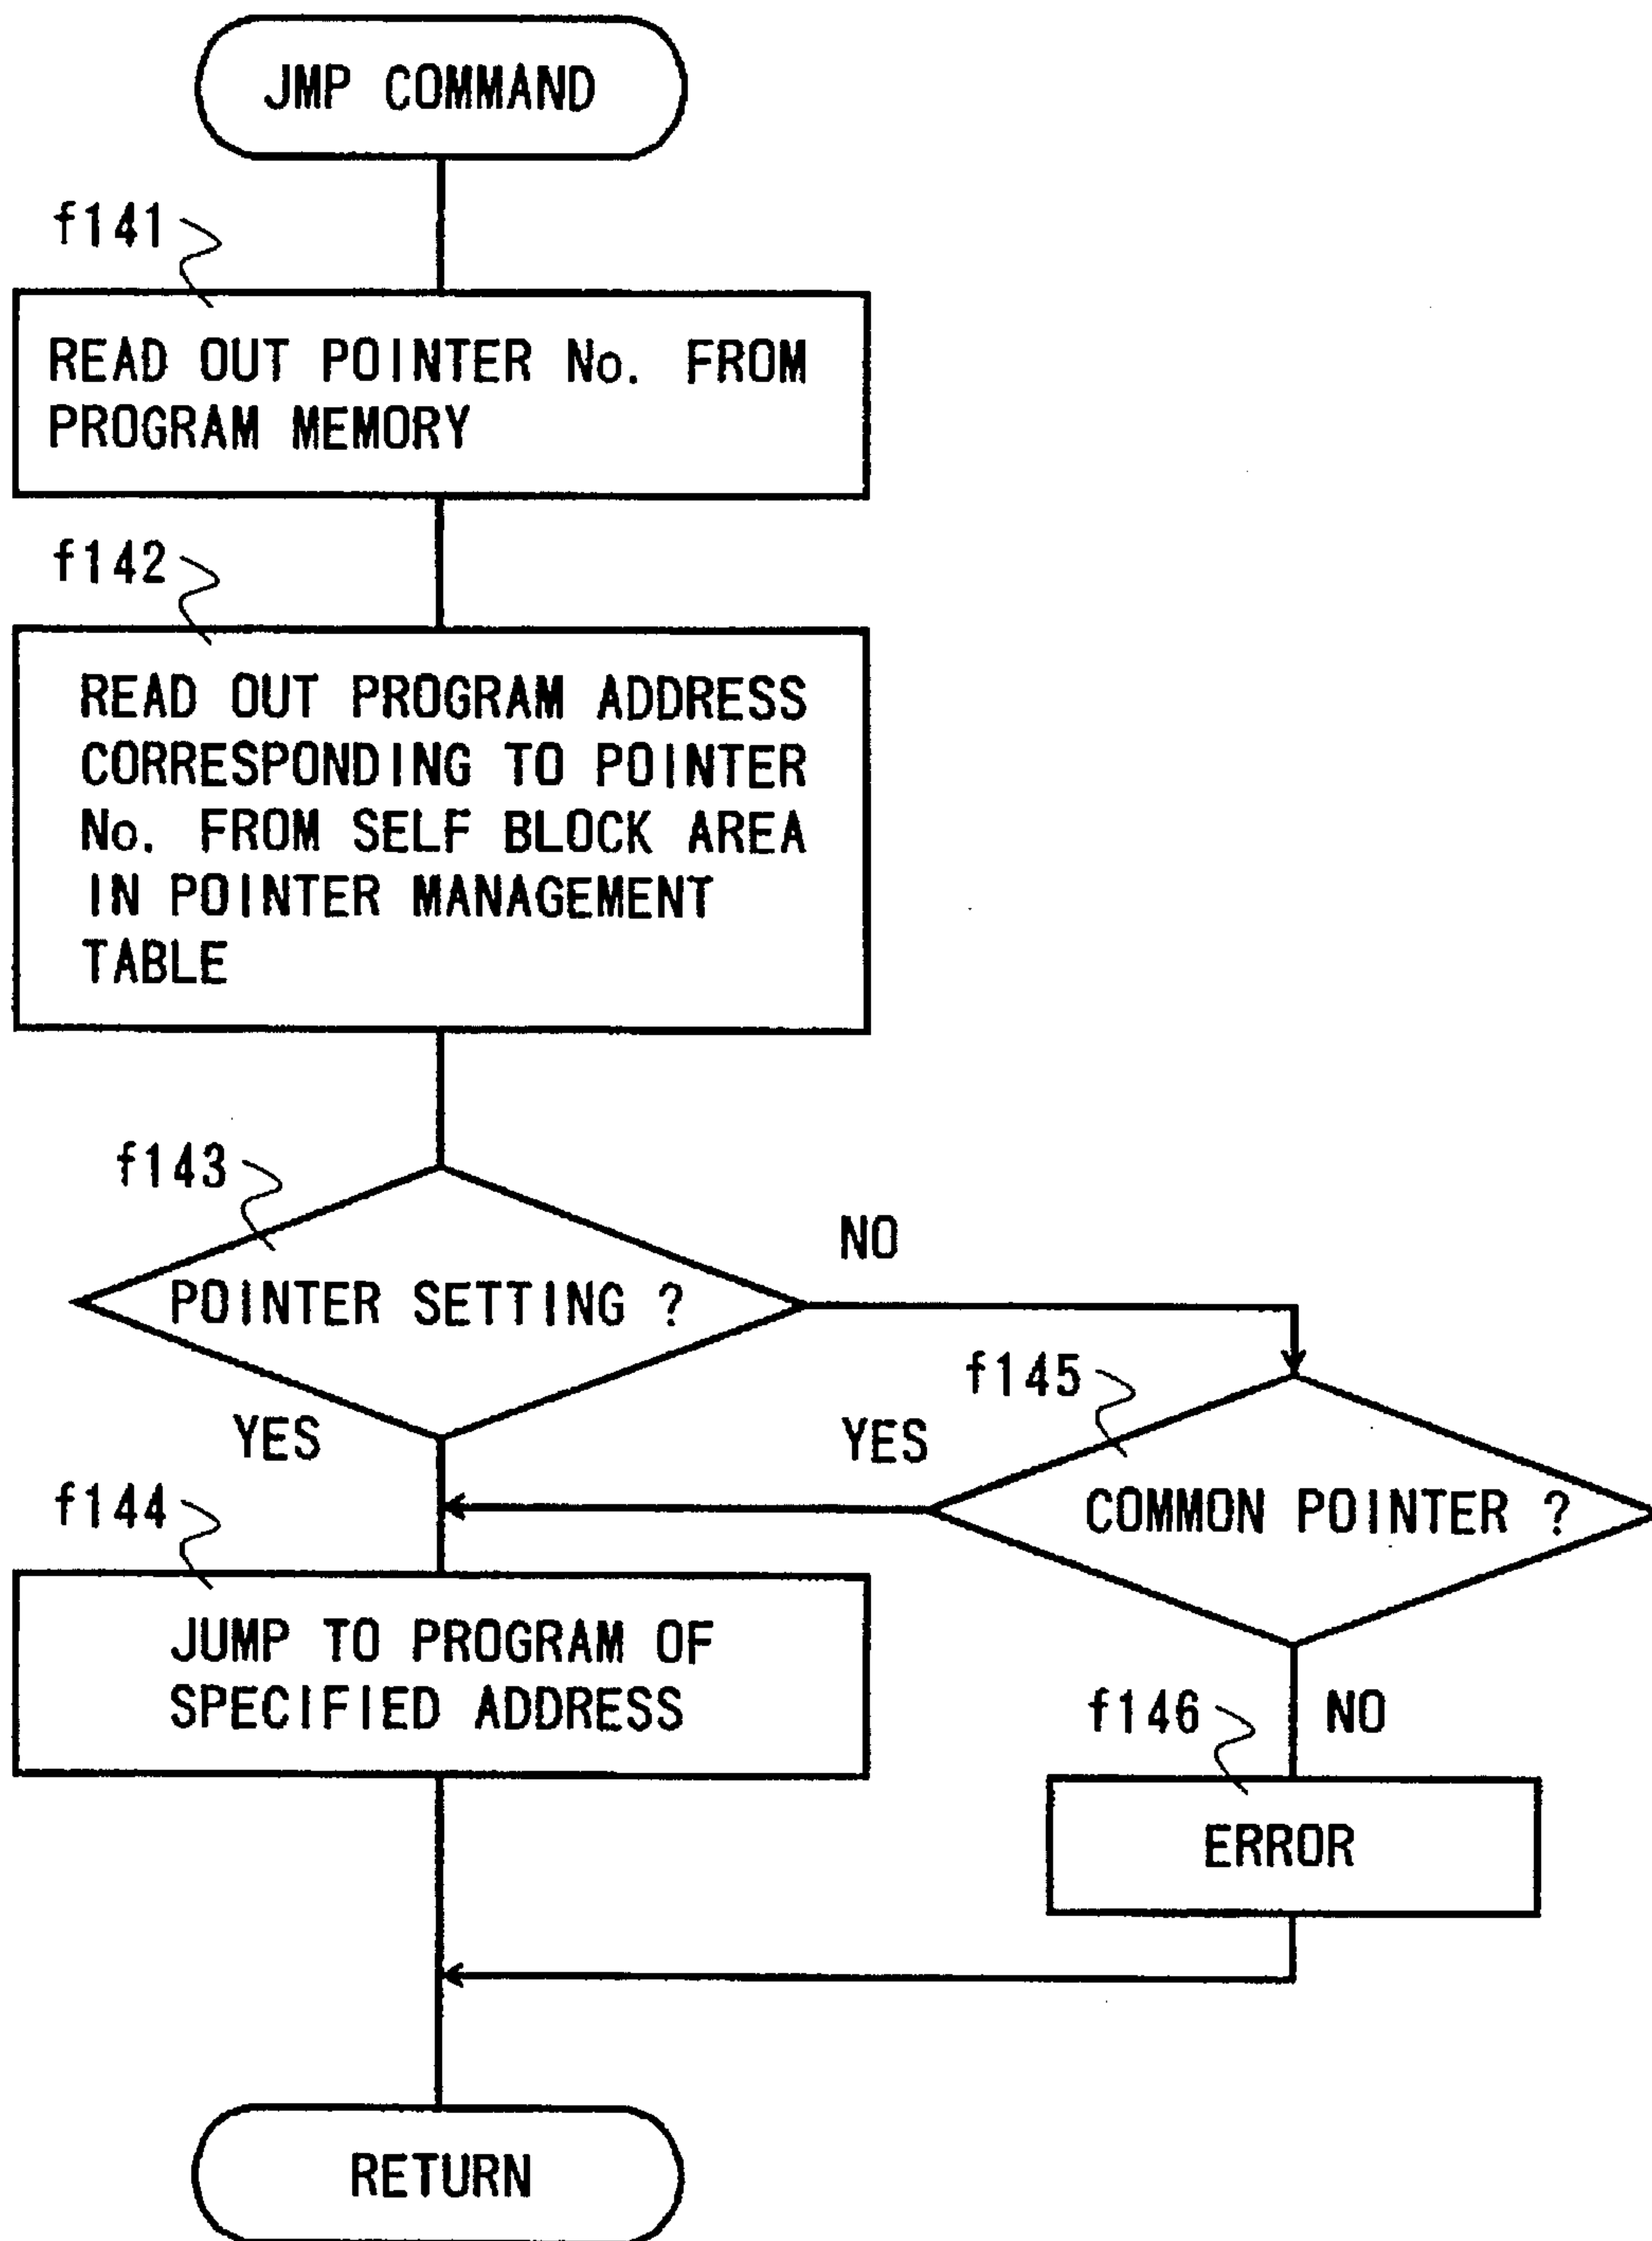 JMP COMMAND
f141
READ OUT POINTER No. FROM
PROGRAM MEMORY
f142
READ OUT PROGRAM ADDRESS
CORRESPONDING TO POINTER
No. FROM SELF BLOCK AREA
IN POINTER MANAGEMENT
TABLE
f143
NO
POINTER SETTING ?
f145
YES
YES
COMMON POINTER ?
f144
JUMP TO PROGRAM OF
SPECIFIED ADDRESS
f146
NO
ERROR
RETURN